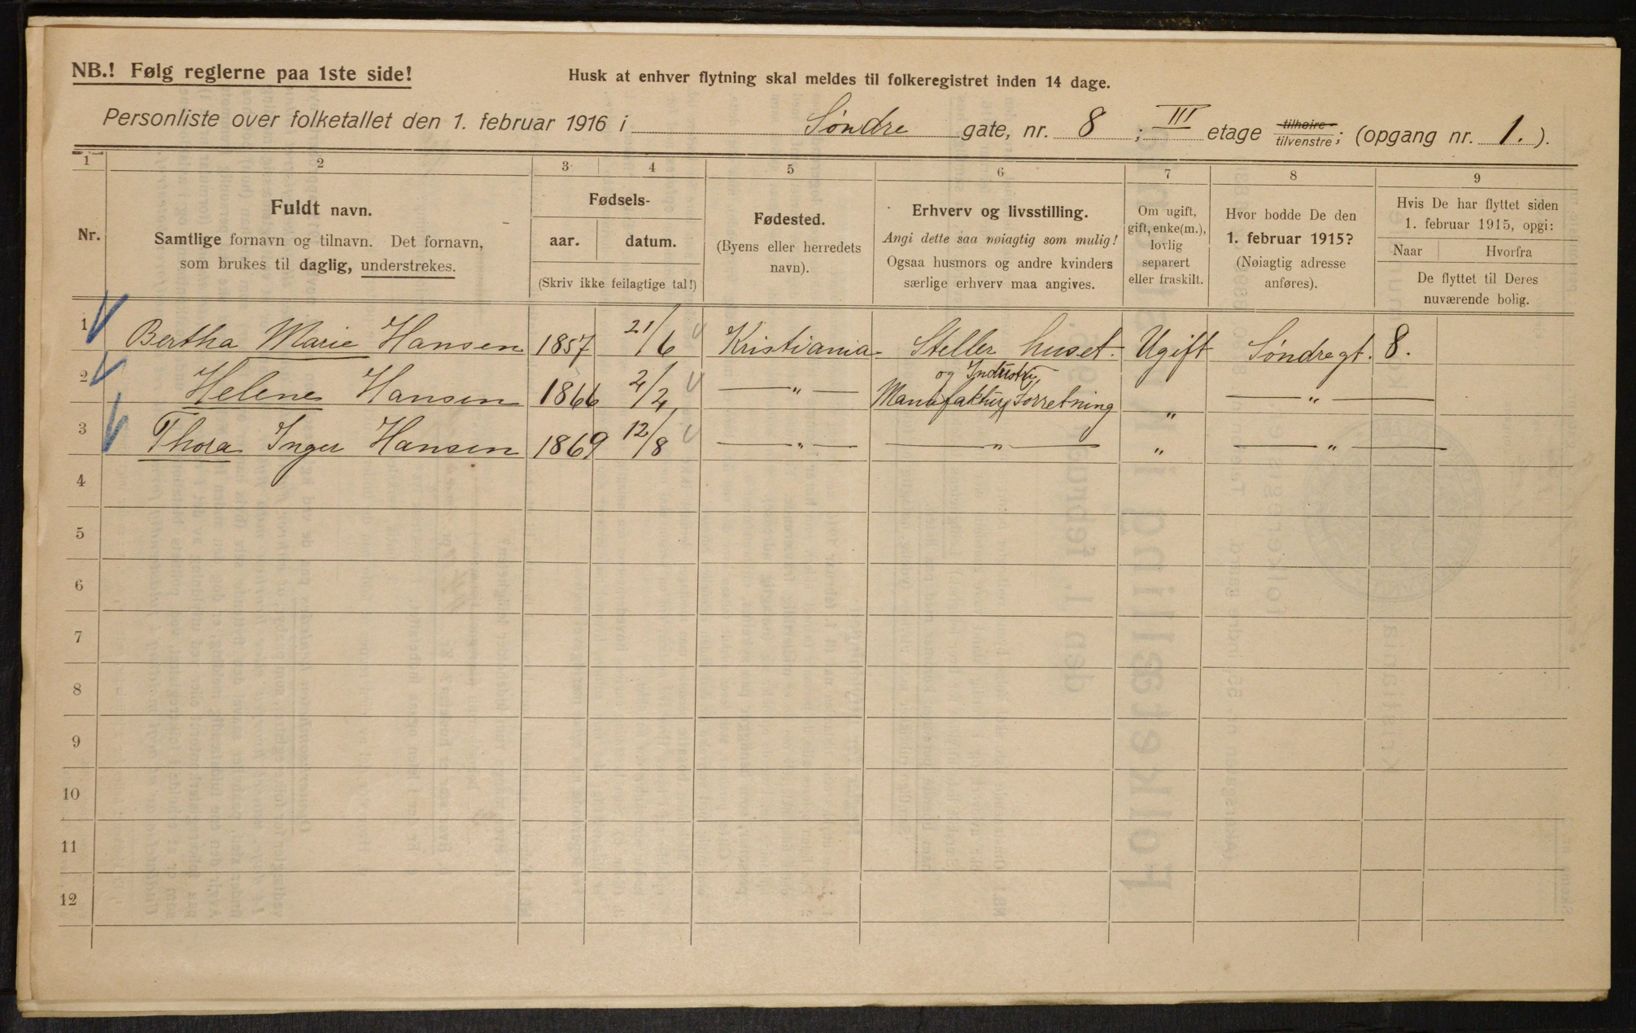 NB.! Følg reglerne paa 1ste side!
Husk at enhver flytning skal meldes til folkeregistret inden 14 dage.
Personliste over folketallet den 1. februar 1916 i Søndre gate, nr. 8 ; III etage tilhøire tilvenstre; (opgang nr. 1.).
1 2 3 4 5 6 7 8 9
Nr.
Fuldt navn.
Samtlige fornavn og tilnavn. Det fornavn,
som brukes til daglig, understrekes.
Fødsels-
aar. datum.
(Skriv ikke feilagtige tal!)
Fødested.
(Byens eller herredets
navn).
Erhverv og livsstilling.
Angi dette saa nøiagtig som mulig!
Ogsaa husmors og andre kvinders
særlige erhverv maa angives.
Om ugift,
gift, enke(m.),
lovlig
separert
eller fraskilt.
Hvor bodde De den
1. februar 1915?
(Nøiagtig adresse
anføres).
Hvis De har flyttet siden
1. februar 1915, opgi:
Naar Hvorfra
De flyttet til Deres
nuværende bolig.
1 Bertha Marie Hansen 1857 21/6 Kristiania Steller huset. Ugift Søndregt. 8.
og Industry
2 Helene Hansen 1866 2/4 — " — Manufaktur Forretning " — " —
3 Thora Inger Hansen 1869 12/8 — " — — " — " — " —
4
5
6
7
8
9
10
11
12